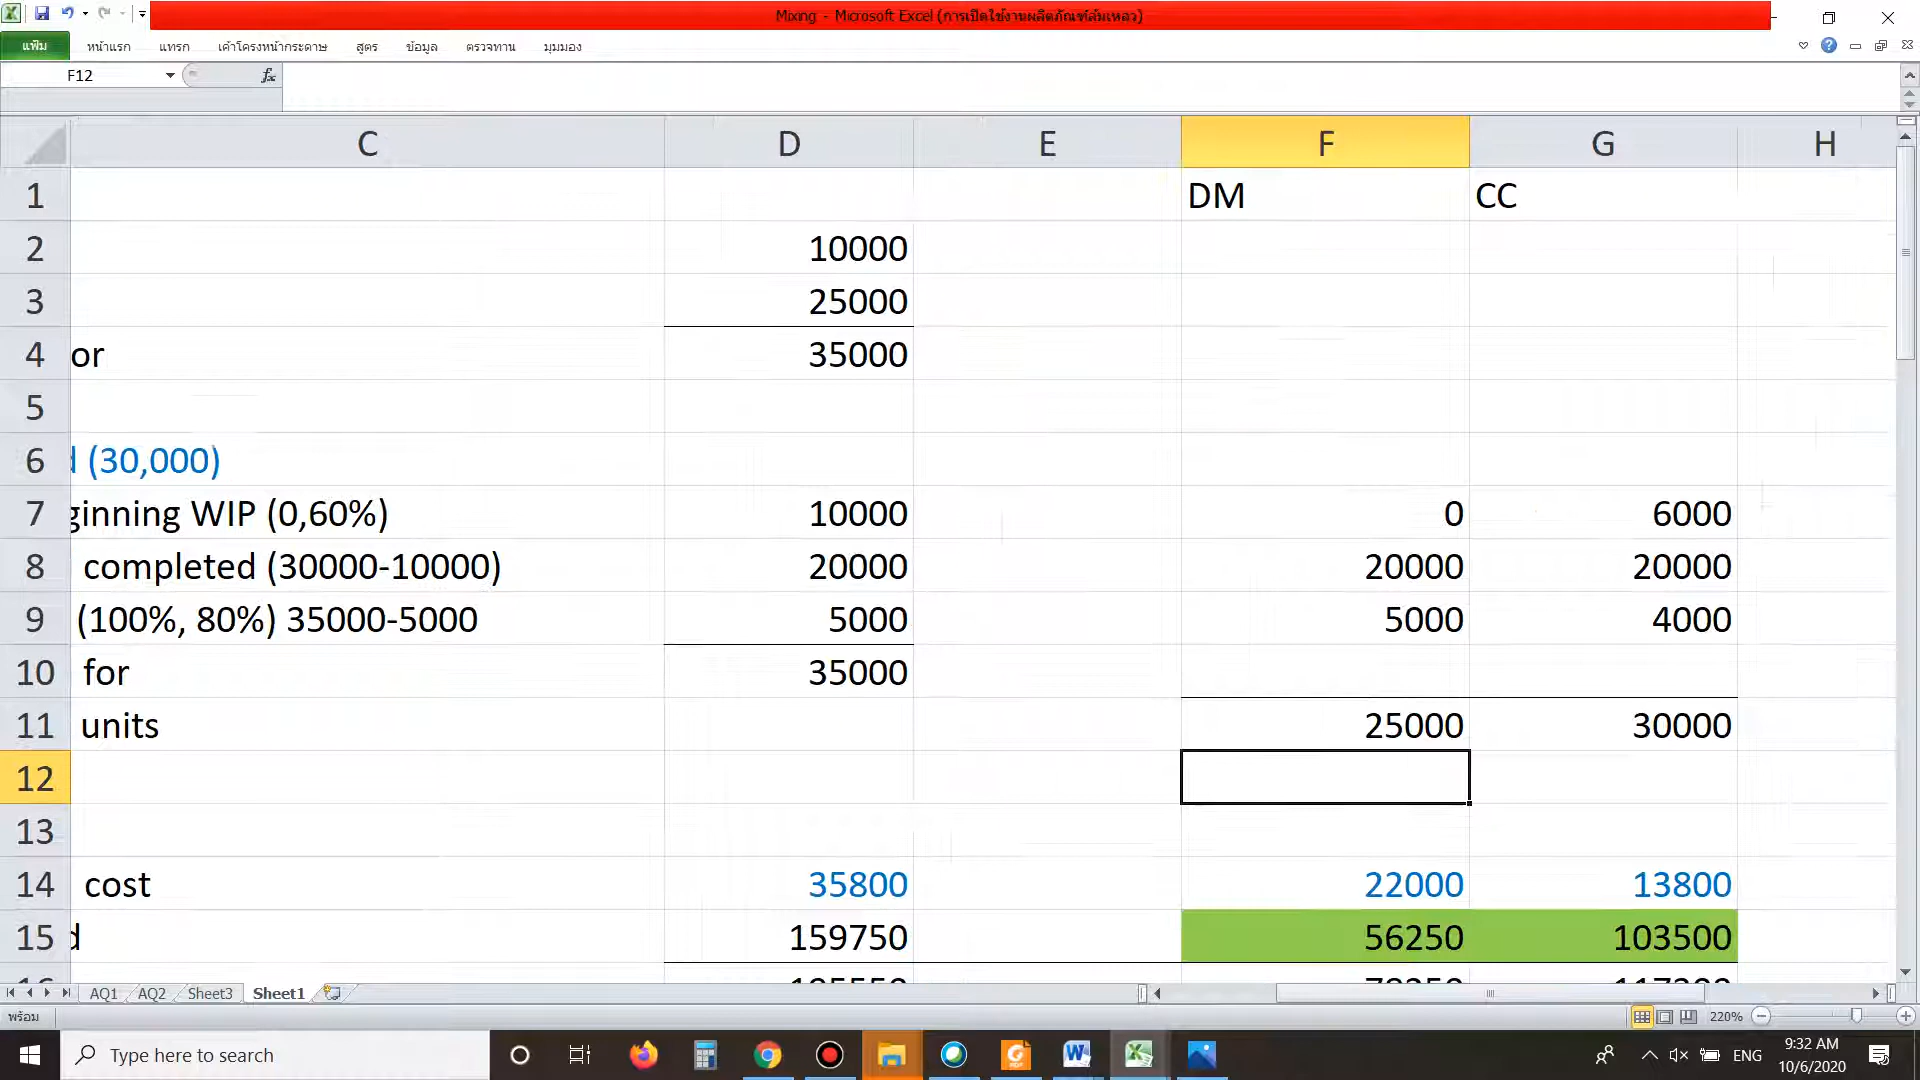 Mixing - Microsoft Excel (การเปิดใช้งานผลิตภัณฑ์ล้มเหลว)
แฟ้ม หน้าแรก แทรก เค้าโครงหน้ากระดาษ สูตร ข้อมูล ตรวจทาน มุมมอง
F12 fx
C D E F G H
1 DM CC
2 10000
3 25000
4 or 35000
5
6 d (30,000)
7 ginning WIP (0,60%) 10000 0 6000
8 completed (30000-10000) 20000 20000 20000
9 (100%, 80%) 35000-5000 5000 5000 4000
10 for 35000
11 units 25000 30000
12
13
14 cost 35800 22000 13800
15 d 159750 56250 103500
AQ1 AQ2 Sheet3 Sheet1
พร้อม 220%
Type here to search ENG 9:32 AM
10/6/2020